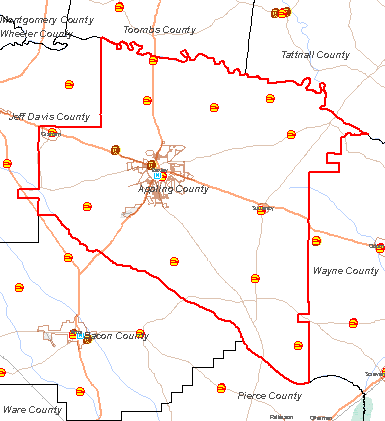 Montgomery County
Wheeler County
Toombs County
Tattnall County
Jeff Davis County
Appling County
Wayne County
Bacon County
Pierce County
Ware County